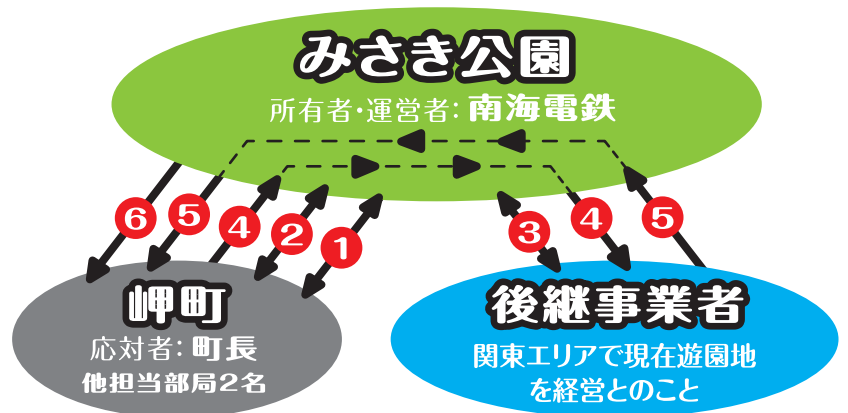 みさき公園
所有者・運営者：南海電鉄
6
5
4
2
1
3
4
5
岬町
応対者：町長
他担当部局2名
後継事業者
関東エリアで現在遊園地
を経営とのこと